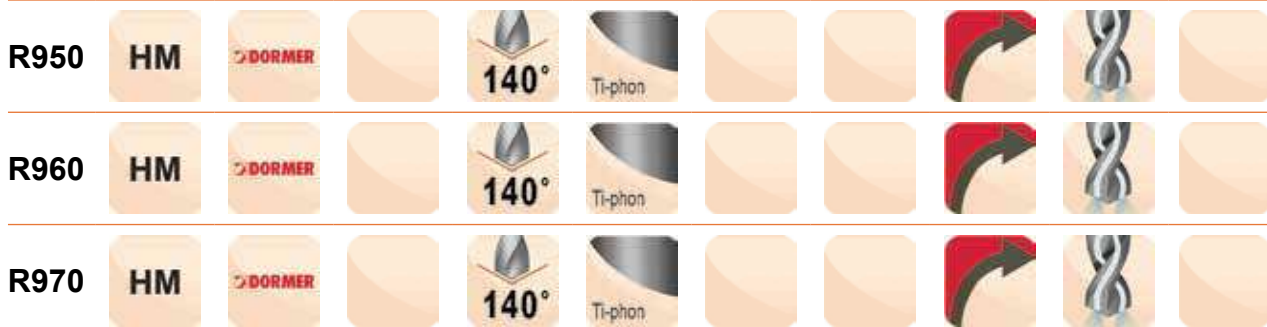 R950 HM DORMER 140° Ti-phon
R960 HM DORMER 140° Ti-phon
R970 HM DORMER 140° Ti-phon